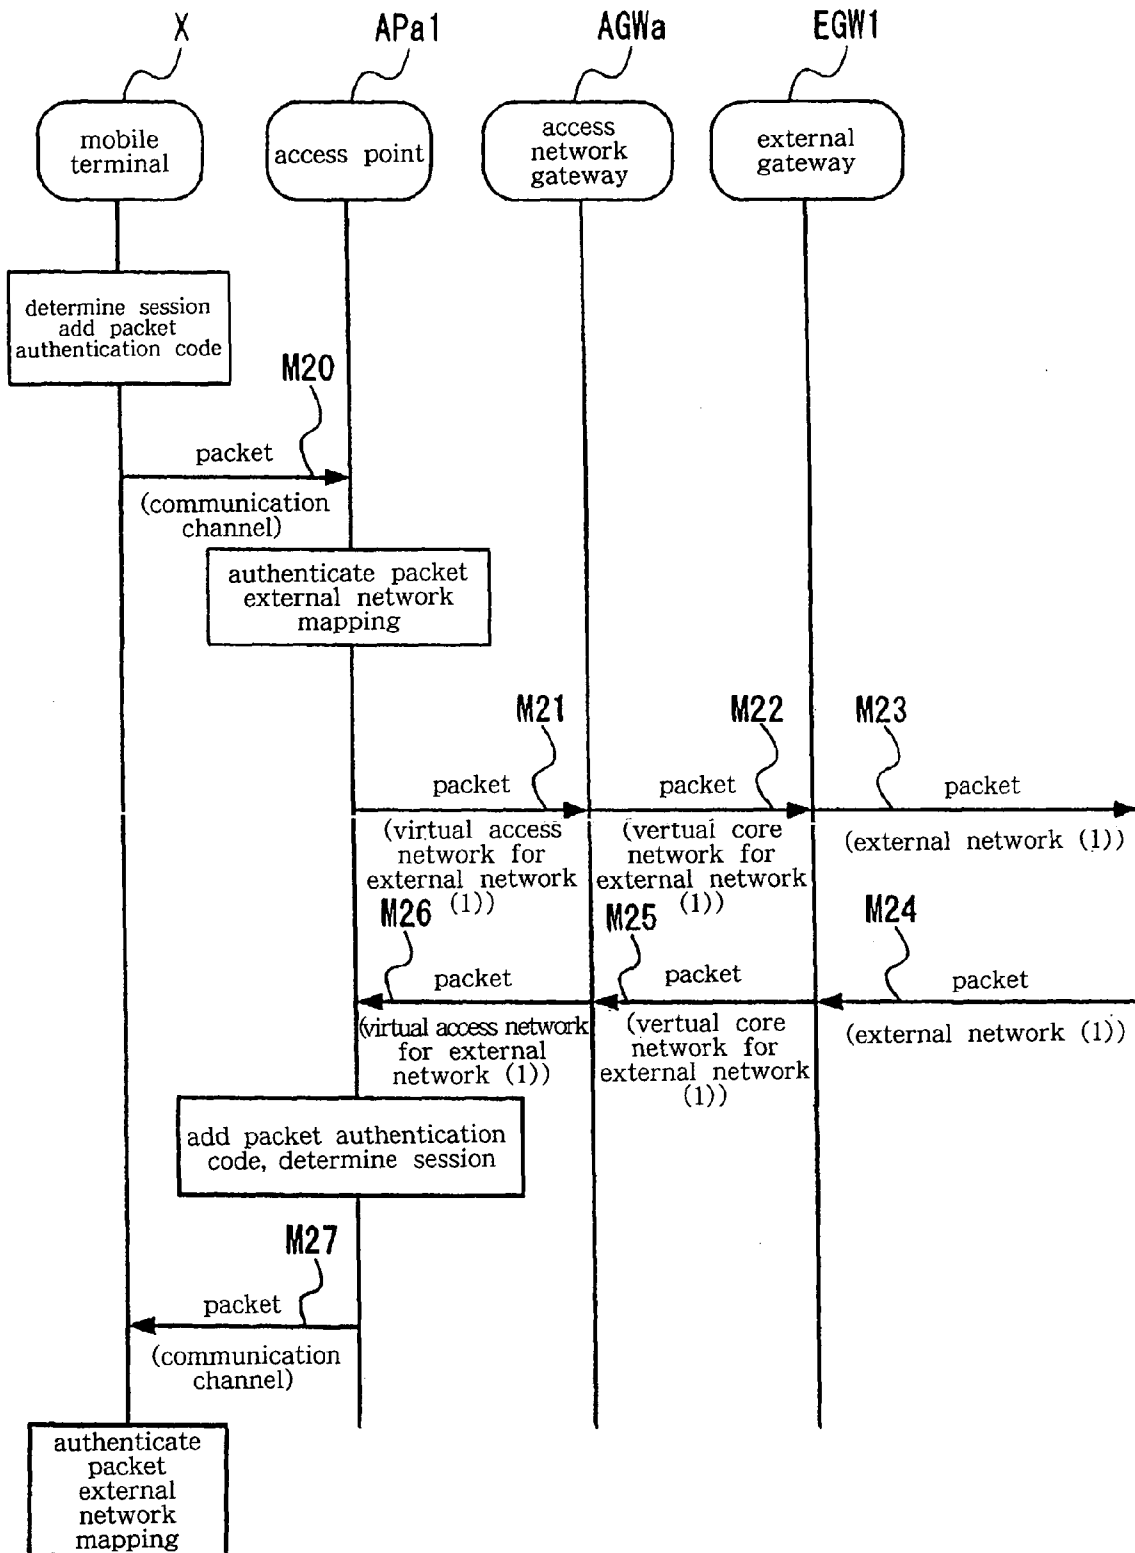 X
APa1
AGWa
EGW1
mobile
terminal
access point
access
network
gateway
external
gateway
determine session
add packet
authentication code
M20
packet
(communication
channel)
authenticate packet
external network
mapping
M21
M22
M23
packet
packet
packet
(virtual access
network for
external network
(1))
(vertual core
network for
external network
(1))
(external network (1))
M26
M25
M24
packet
packet
packet
(virtual access network
for external
network (1))
(vertual core
network for
external network
(1))
(external network (1))
add packet authentication
code, determine session
M27
packet
(communication
channel)
authenticate
packet
external
network
mapping